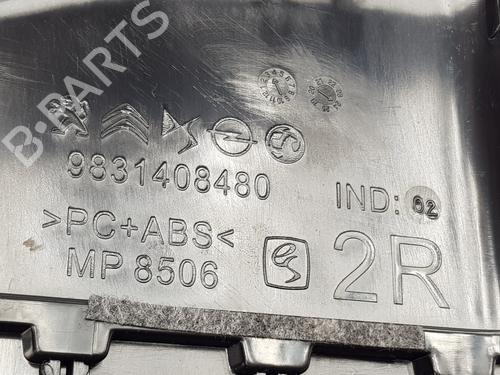 B-PARTS
9831408480
IND: 02
>PC+ABS<
MP 8506
2R